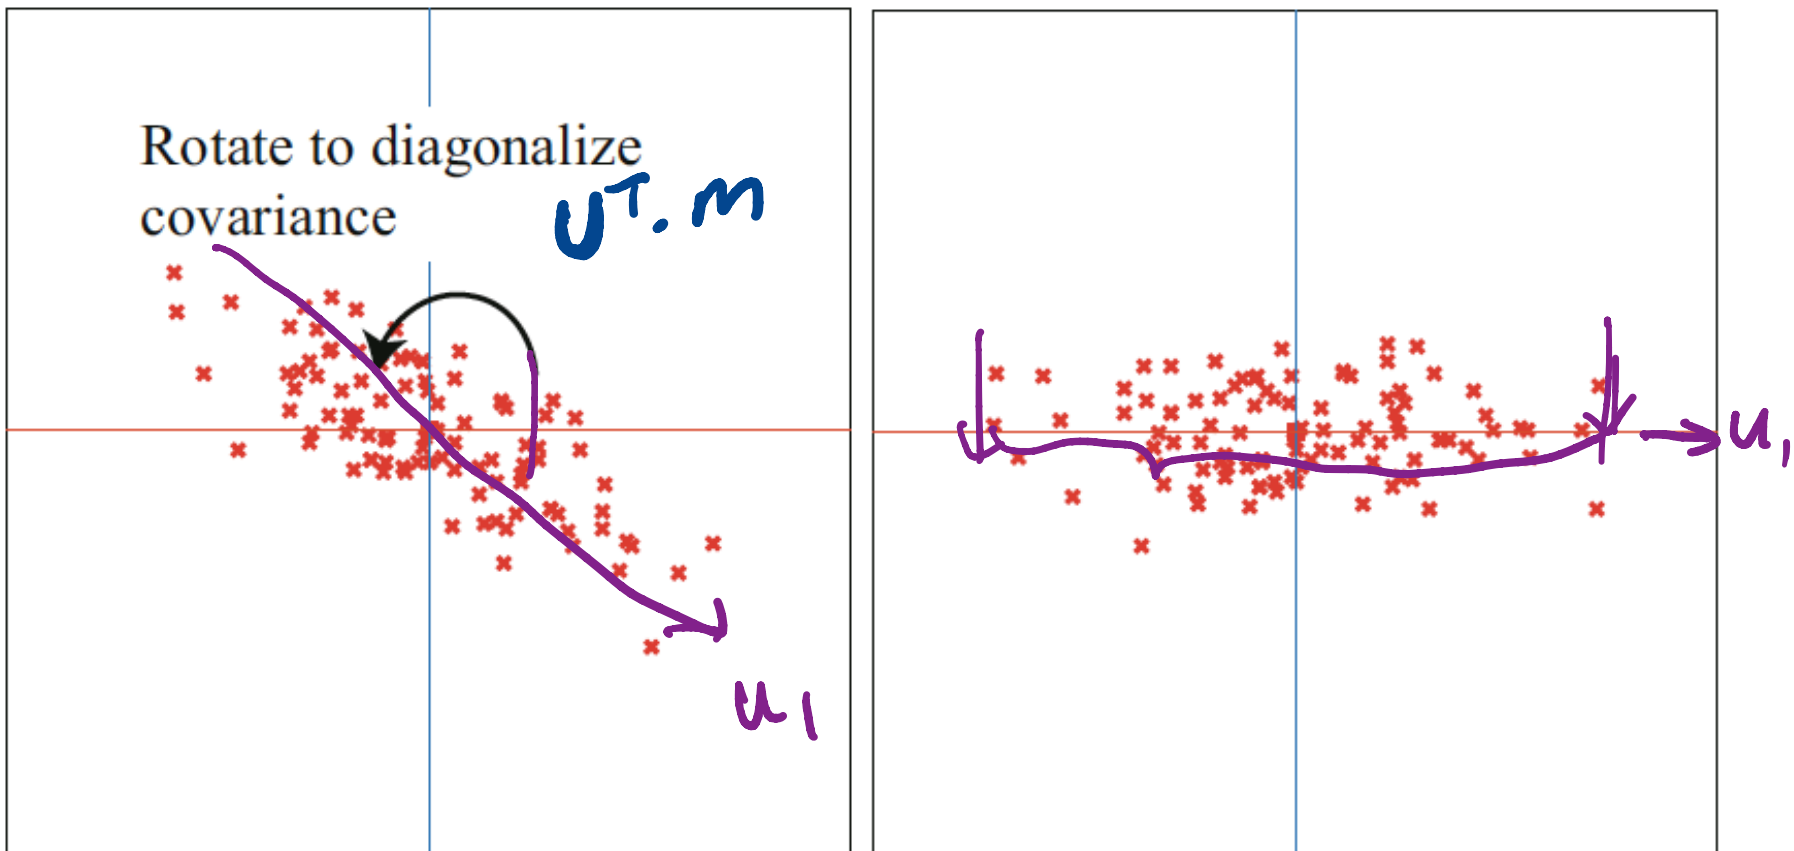 Rotate to diagonalize
covariance
Uᵀ. m
u₁
u₁